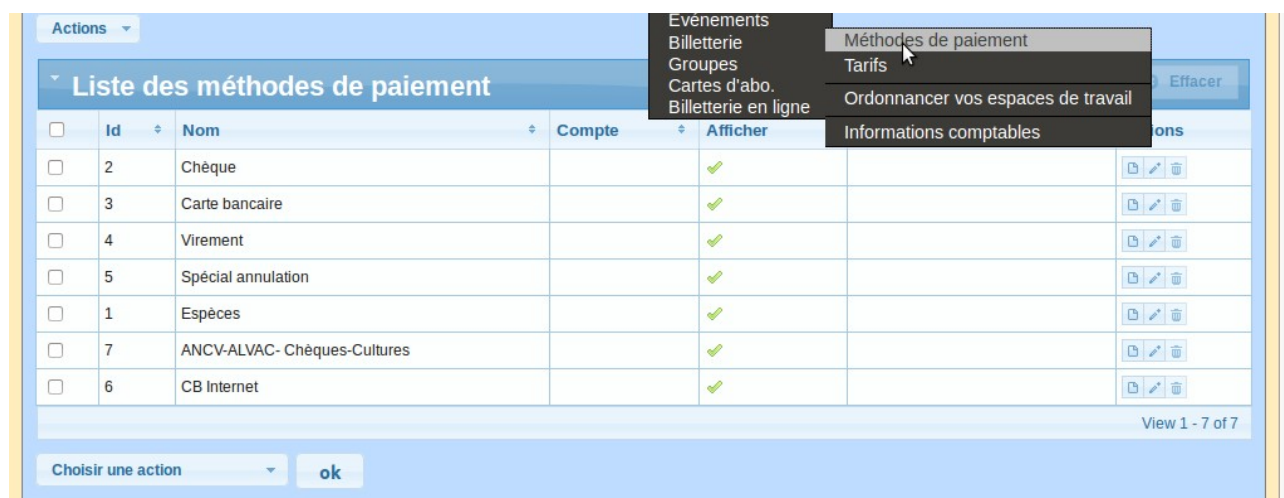 Actions
Evénements
Billetterie
Groupes
Cartes d'abo.
Billetterie en ligne
Méthodes de paiement
Tarifs
Ordonnancer vos espaces de travail
Informations comptables
Liste des méthodes de paiement
Effacer
Id Nom Compte Afficher
2 Chèque
3 Carte bancaire
4 Virement
5 Spécial annulation
1 Espèces
7 ANCV-ALVAC- Chèques-Cultures
6 CB Internet
View 1 - 7 of 7
Choisir une action ok